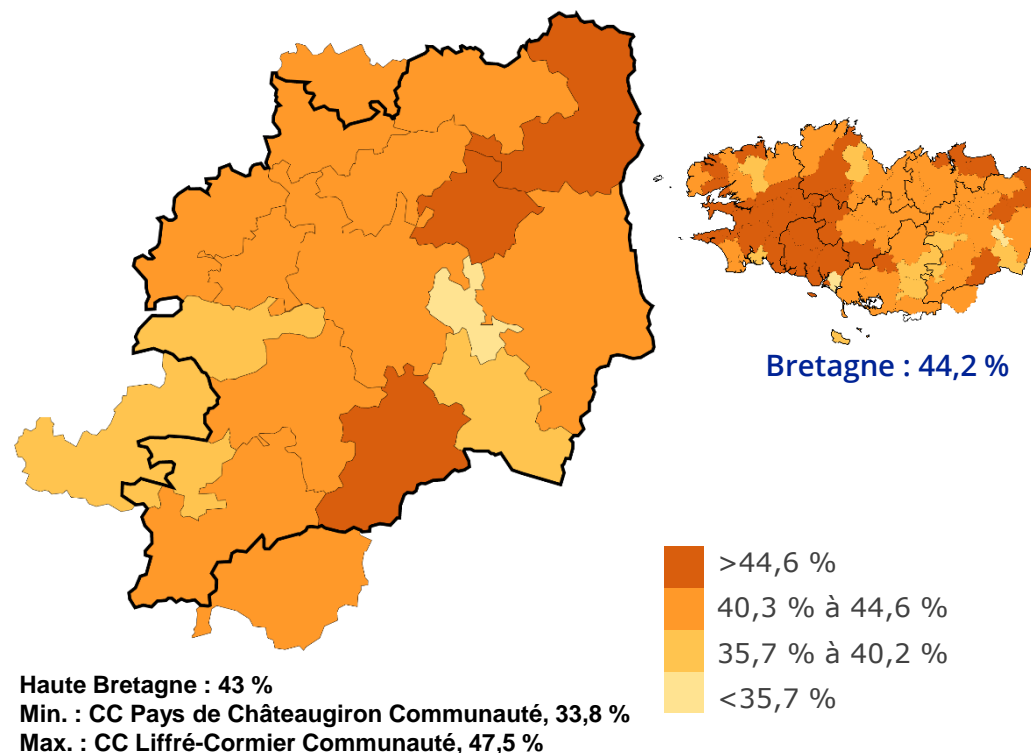 Bretagne : 44,2 %
>44,6 %
40,3 % à 44,6 %
35,7 % à 40,2 %
<35,7 %
Haute Bretagne : 43 %
Min. : CC Pays de Châteaugiron Communauté, 33,8 %
Max. : CC Liffré-Cormier Communauté, 47,5 %